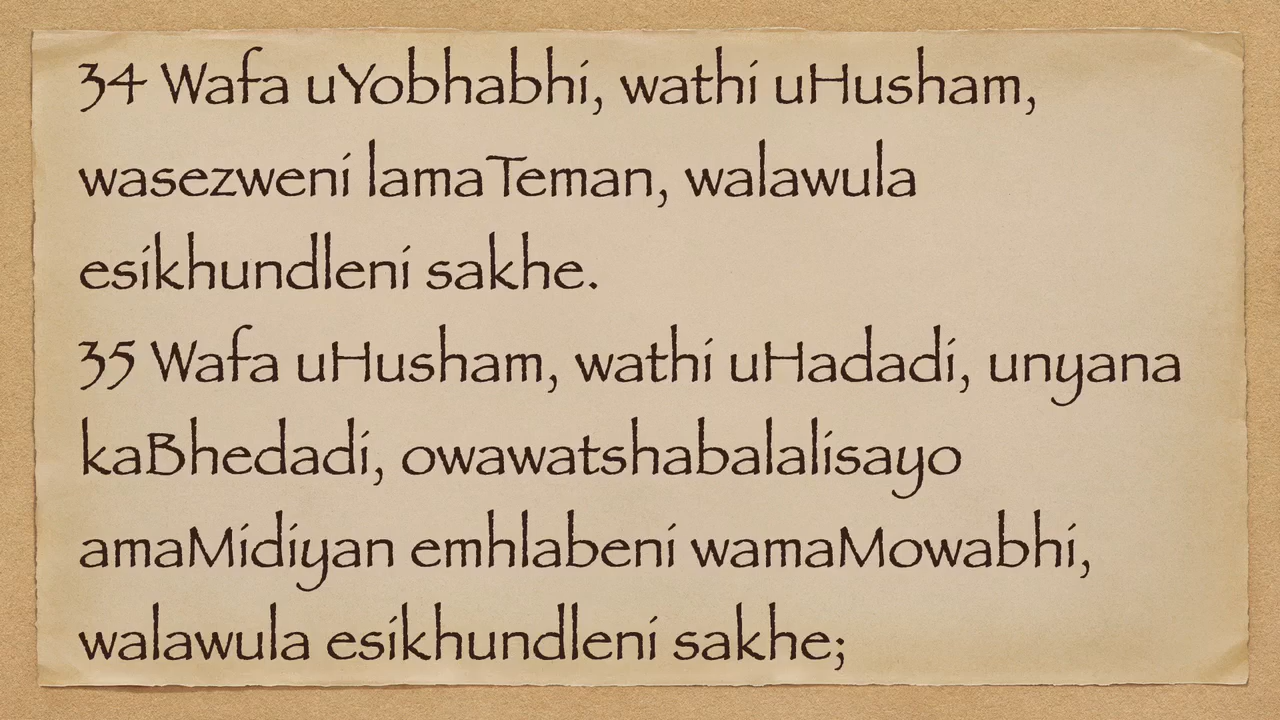 34 Wafa uYobhabhi, wathi uHusham,
wasezweni lamaTeman, walawula
esikhundleni sakhe.
35 Wafa uHusham, wathi uHadadi, unyana
kaBhedadi, owawatshabalalisayo
amaMidiyan emhlabeni wamaMowabhi,
walawula esikhundleni sakhe;